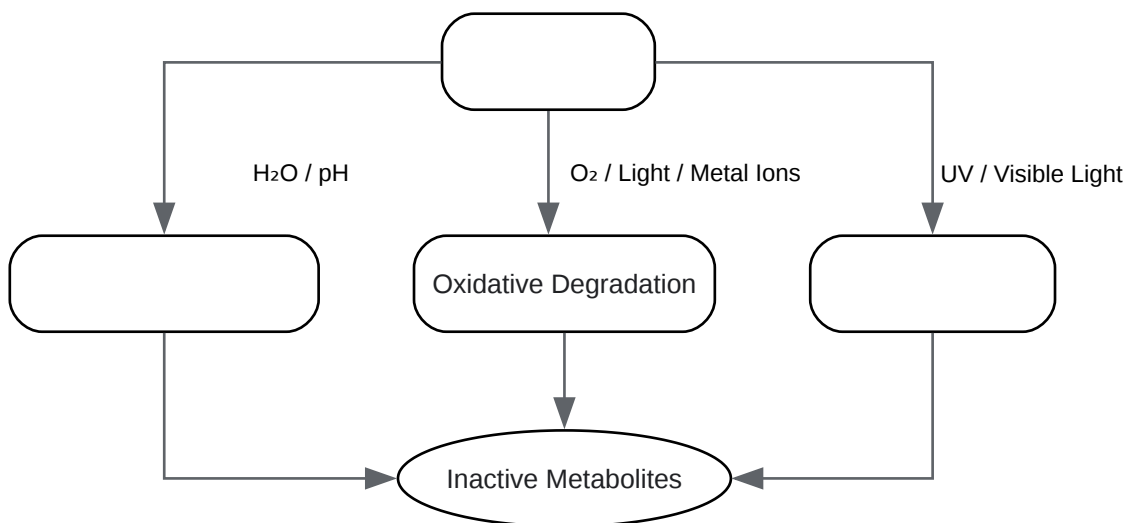 H₂O / pH
O₂ / Light / Metal Ions
UV / Visible Light
Oxidative Degradation
Inactive Metabolites